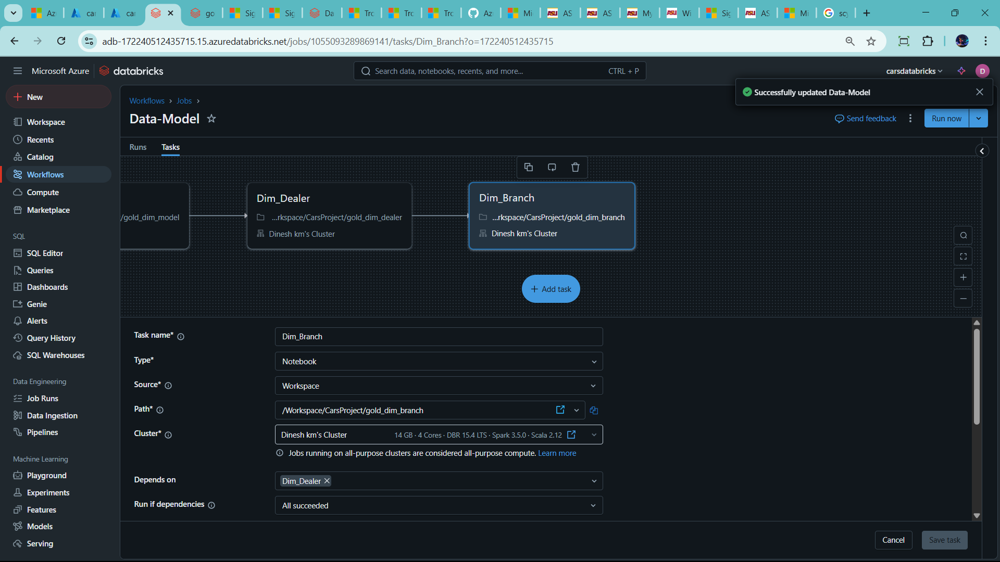 Az
car
car
go
Sig
Sig
Da
Tro
Tro
Tro
Az
Mi
AS
AS
My
Wi
Sig
AS
Mi
scy
adb-172240512435715.15.azuredatabricks.net/jobs/1055093289869141/tasks/Dim_Branch?o=172240512435715
Microsoft Azure
databricks
Search data, notebooks, recents, and more...
CTRL + P
carsdatabricks
D
Successfully updated Data-Model
New
Workspace
Recents
Catalog
Workflows
Compute
Marketplace
SQL
SQL Editor
Queries
Dashboards
Genie
Alerts
Query History
SQL Warehouses
Data Engineering
Job Runs
Data Ingestion
Pipelines
Machine Learning
Playground
Experiments
Features
Models
Serving
Workflows › Jobs ›
Data-Model
Send feedback
Run now
Runs
Tasks
/gold_dim_model
Dim_Dealer
...rkspace/CarsProject/gold_dim_dealer
Dinesh km's Cluster
Dim_Branch
...rkspace/CarsProject/gold_dim_branch
Dinesh km's Cluster
+ Add task
Task name*
Dim_Branch
Type*
Notebook
Source*
Workspace
Path*
/Workspace/CarsProject/gold_dim_branch
Cluster*
Dinesh km's Cluster
14 GB · 4 Cores · DBR 15.4 LTS · Spark 3.5.0 · Scala 2.12
Jobs running on all-purpose clusters are considered all-purpose compute. Learn more
Depends on
Dim_Dealer
Run if dependencies
All succeeded
Cancel
Save task